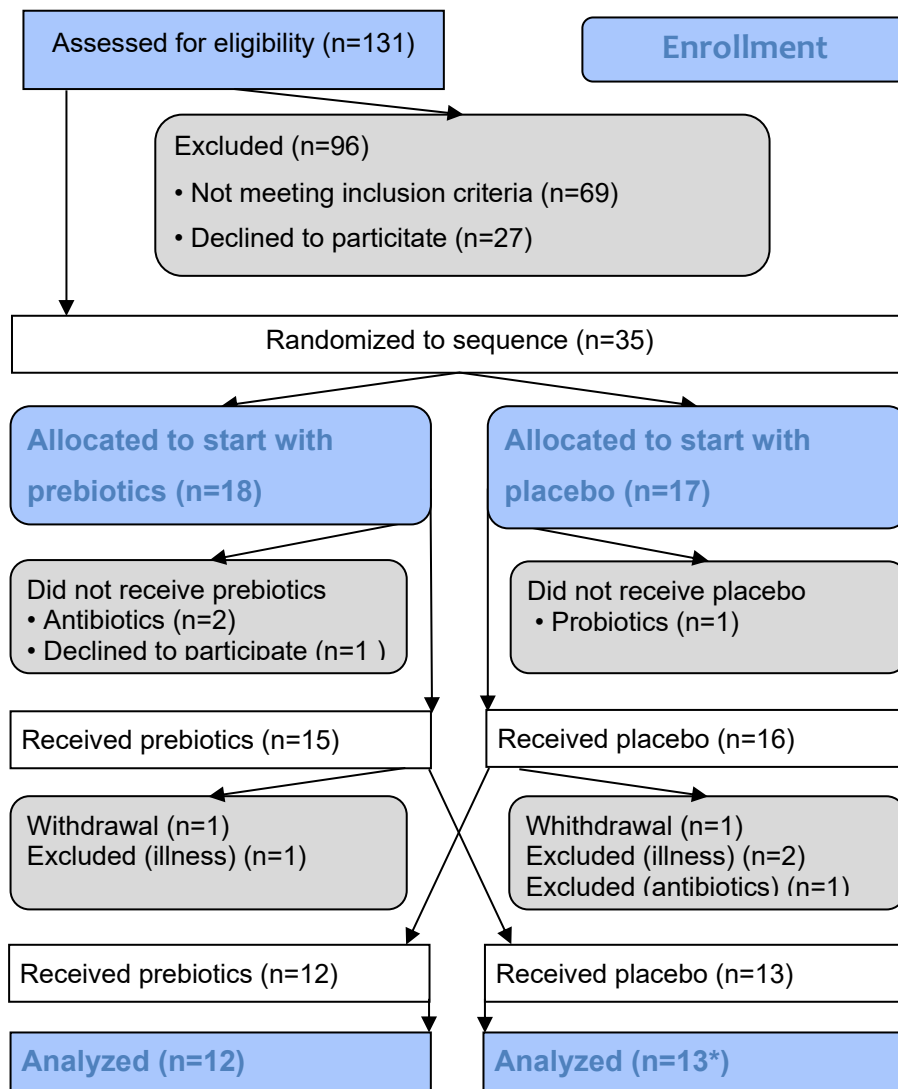 Assessed for eligibility (n=131)
Enrollment
Excluded (n=96)
• Not meeting inclusion criteria (n=69)
• Declined to particitate (n=27)
Randomized to sequence (n=35)
Allocated to start with
prebiotics (n=18)
Allocated to start with
placebo (n=17)
Did not receive prebiotics
• Antibiotics (n=2)
• Declined to participate (n=1 )
Did not receive placebo
• Probiotics (n=1)
Received prebiotics (n=15)
Received placebo (n=16)
Withdrawal (n=1)
Excluded (illness) (n=1)
Whithdrawal (n=1)
Excluded (illness) (n=2)
Excluded (antibiotics) (n=1)
Received prebiotics (n=12)
Received placebo (n=13)
Analyzed (n=12)
Analyzed (n=13*)